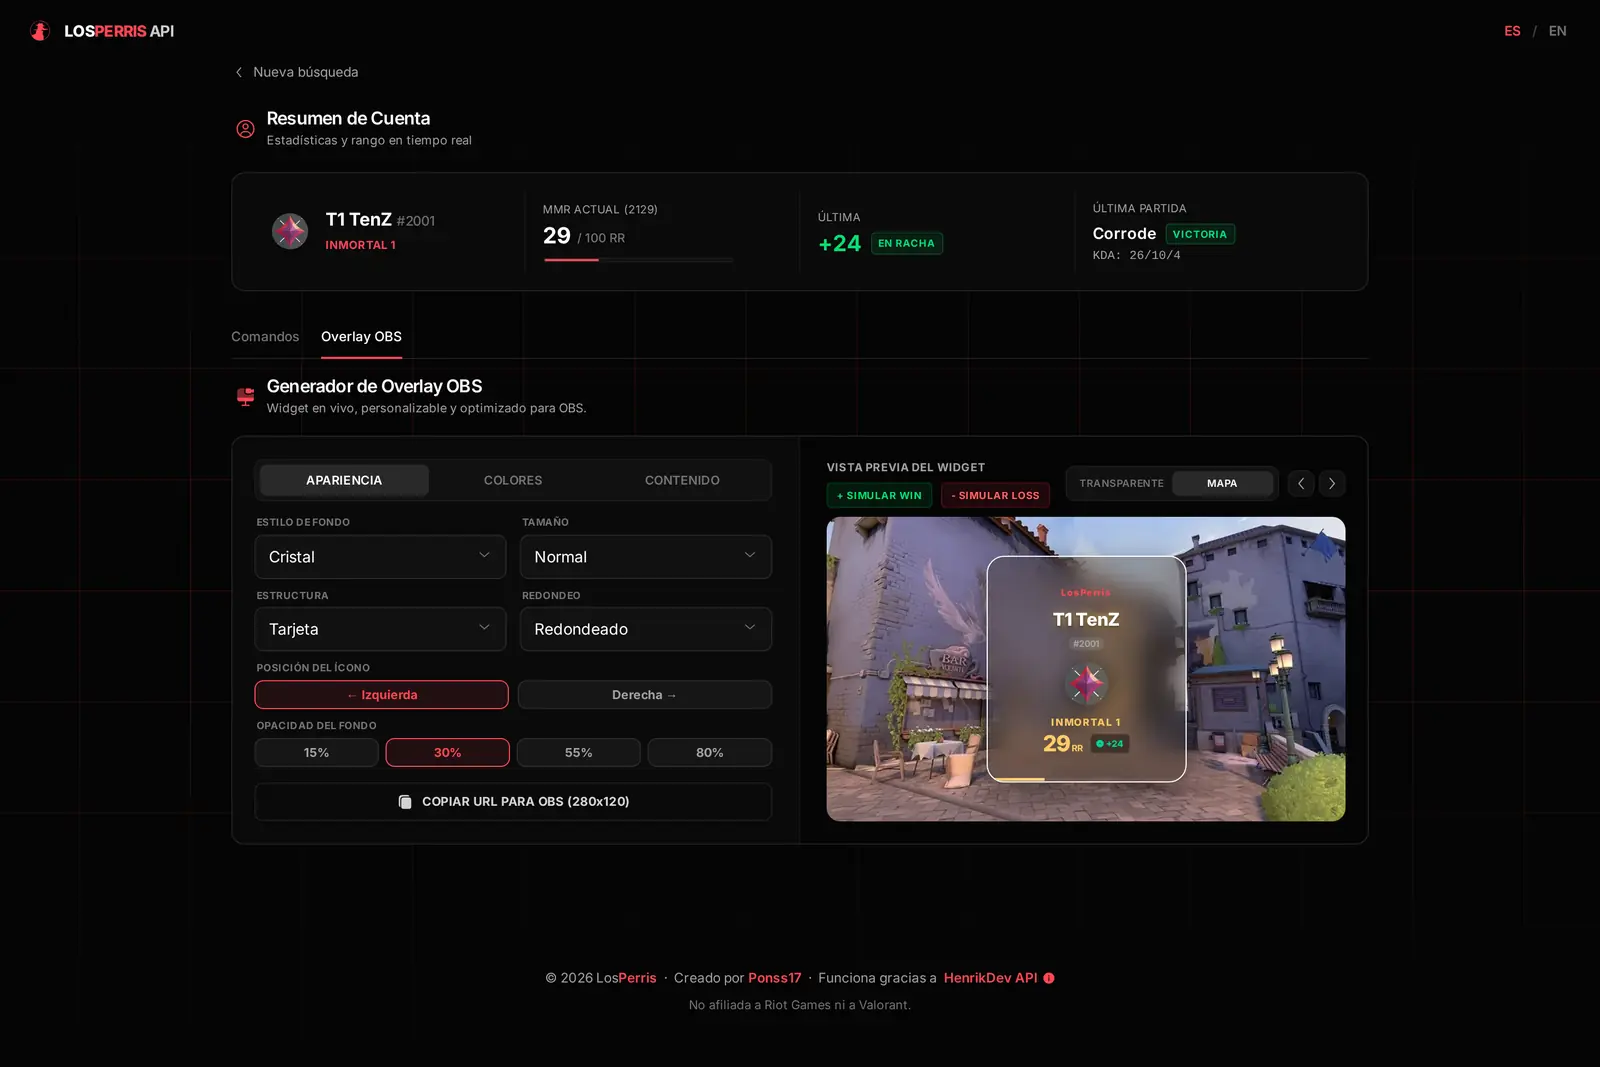 LOSPERRIS API
ES / EN
Nueva búsqueda
Resumen de Cuenta
Estadísticas y rango en tiempo real
T1 TenZ #2001
INMORTAL 1
MMR ACTUAL (2129)
29 / 100 RR
ÚLTIMA
+24 EN RACHA
ÚLTIMA PARTIDA
Corrode VICTORIA
KDA: 26/10/4
Comandos Overlay OBS
Generador de Overlay OBS
Widget en vivo, personalizable y optimizado para OBS.
APARIENCIA COLORES CONTENIDO
ESTILO DE FONDO TAMAÑO
Cristal Normal
ESTRUCTURA REDONDEO
Tarjeta Redondeado
POSICIÓN DEL ÍCONO
← Izquierda Derecha →
OPACIDAD DEL FONDO
15% 30% 55% 80%
COPIAR URL PARA OBS (280x120)
VISTA PREVIA DEL WIDGET
+ SIMULAR WIN - SIMULAR LOSS
TRANSPARENTE MAPA
BAR
LosPerris
T1 TenZ
#2001
INMORTAL 1
29 RR +24
© 2026 LosPerris · Creado por Ponss17 · Funciona gracias a HenrikDev API
No afiliada a Riot Games ni a Valorant.